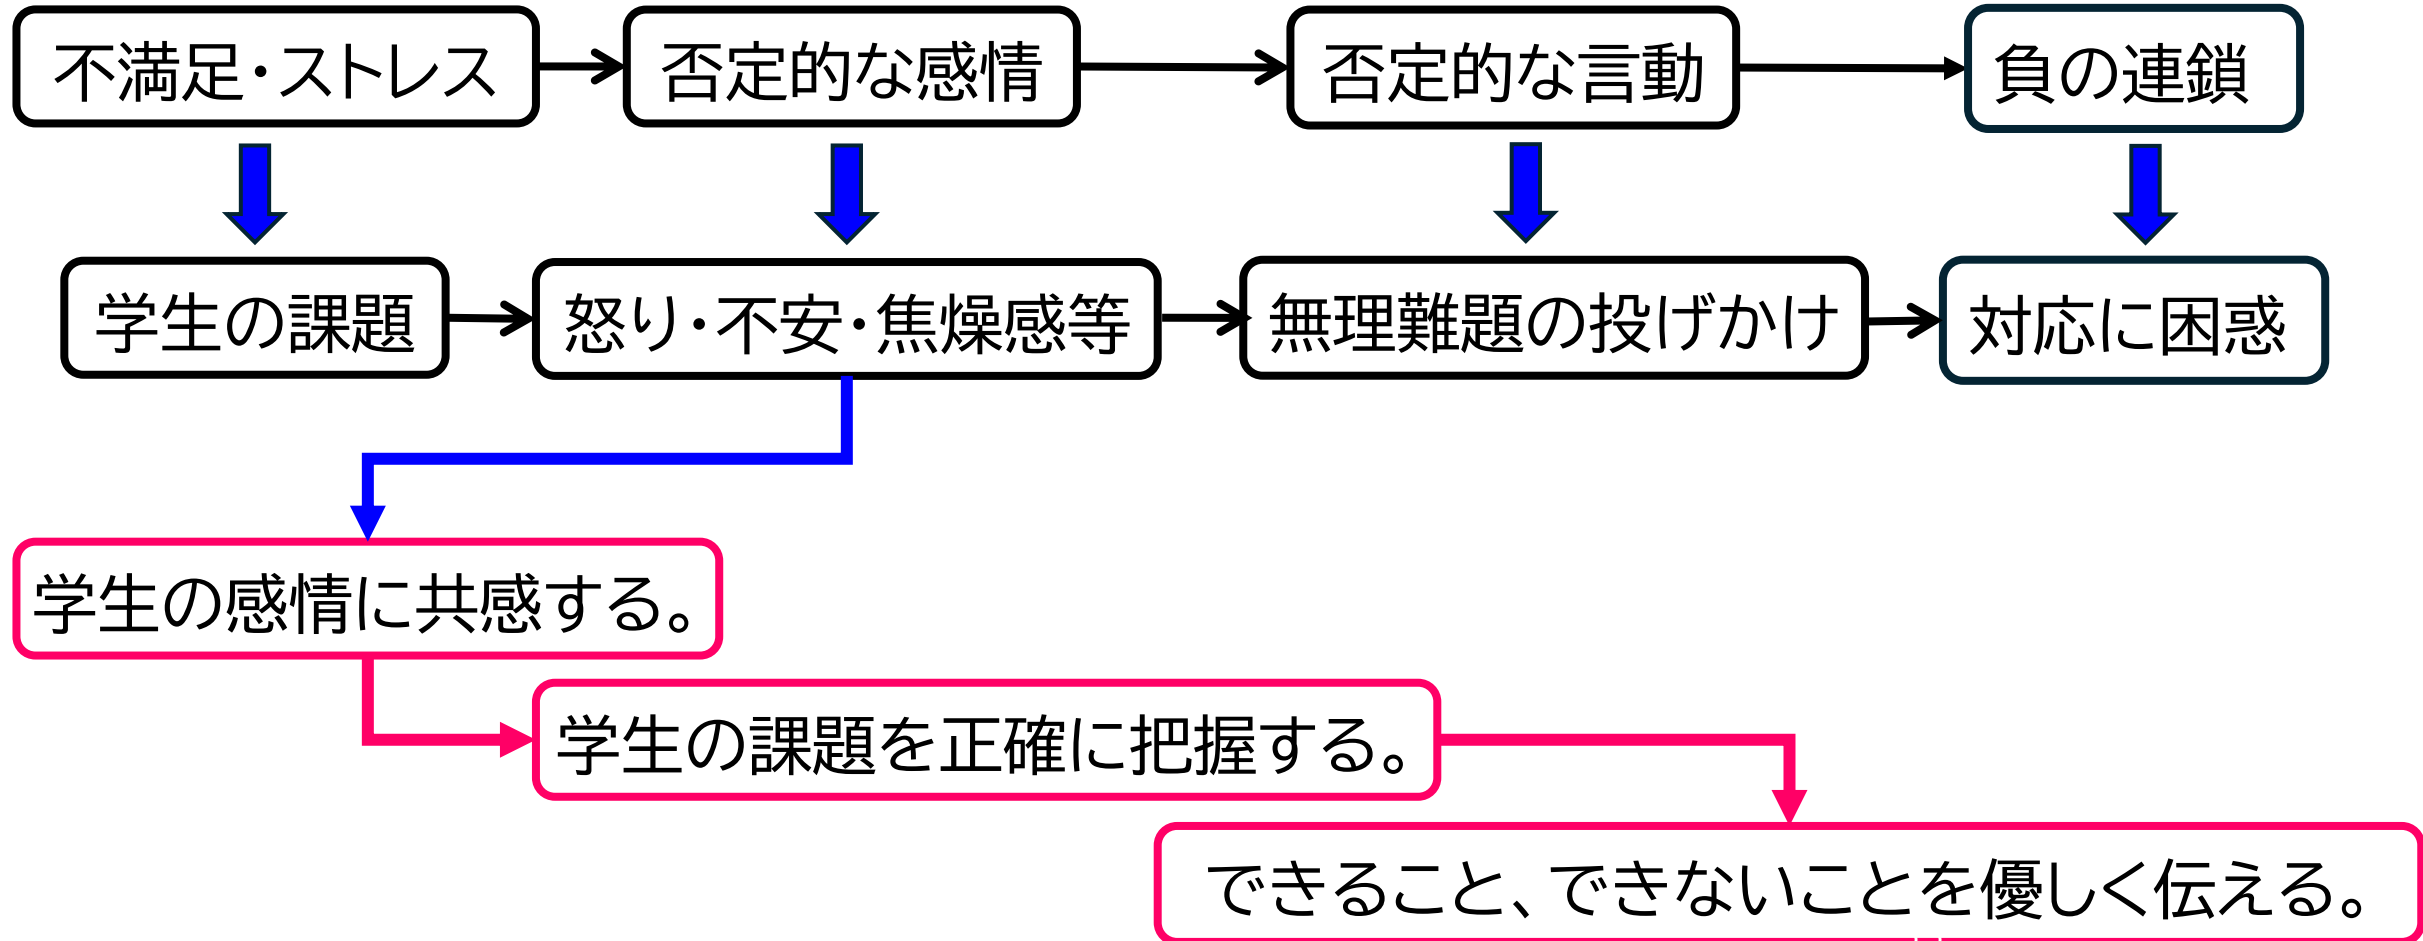 不満足・ストレス
否定的な感情
否定的な言動
負の連鎖
学生の課題
怒り・不安・焦燥感等
無理難題の投げかけ
対応に困惑
学生の感情に共感する。
学生の課題を正確に把握する。
できること、できないことを優しく伝える。